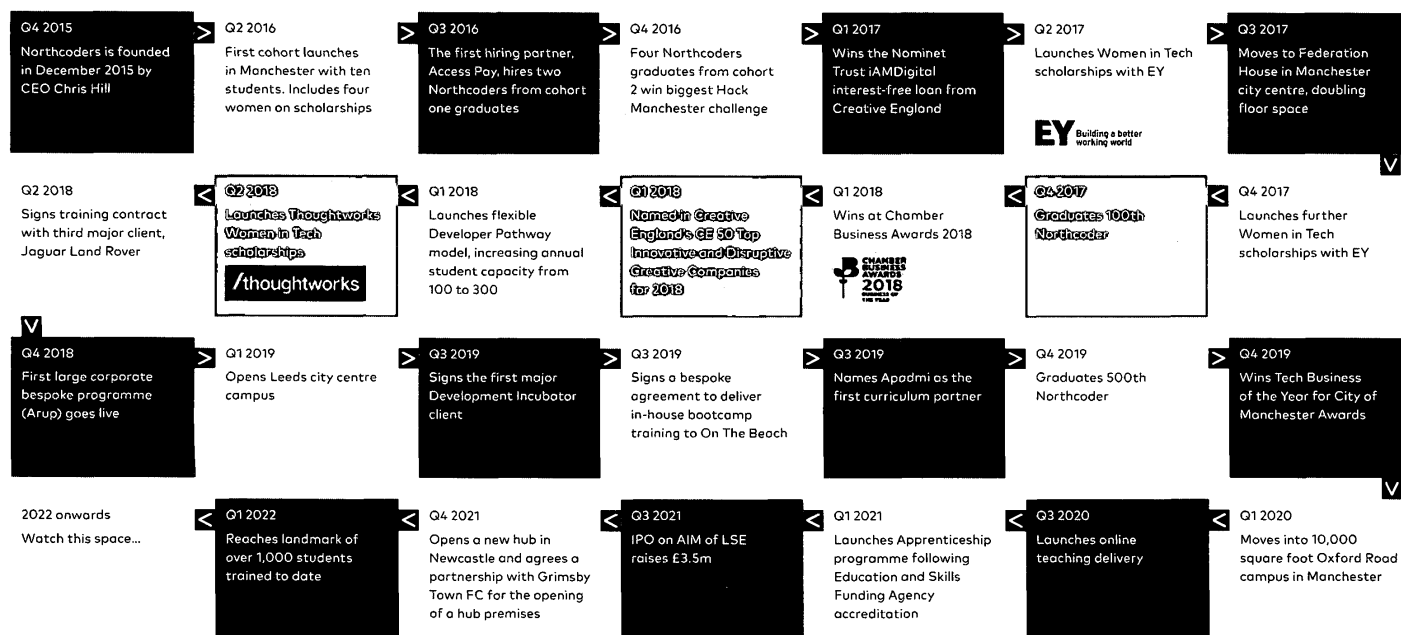 Q4 2015
Northcoders is founded
in December 2015 by
CEO Chris Hill
Q2 2016
First cohort launches
in Manchester with ten
students. Includes four
women on scholarships
Q3 2016
The first hiring partner,
Access Pay, hires two
Northcoders from cohort
one graduates
Q4 2016
Four Northcoders
graduates from cohort
2 win biggest Hack
Manchester challenge
Q1 2017
Wins the Nominet
Trust iAMDigital
interest-free loan from
Creative England
Q2 2017
Launches Women in Tech
scholarships with EY
EY
Building a better
working world
Q3 2017
Moves to Federation
House in Manchester
city centre, doubling
floor space
Q4 2017
Launches further
Women in Tech
scholarships with EY
Q4 2017
Graduates 100th
Northcoder
Q1 2018
Wins at Chamber
Business Awards 2018
CHAMBER
BUSINESS
AWARDS
2018
BUSINESS OF
THE YEAR
Q1 2018
Named in Creative
England's CE 50 Top
Innovative and Disruptive
Creative Companies
for 2018
Q1 2018
Launches flexible
Developer Pathway
model, increasing annual
student capacity from
100 to 300
Q2 2018
Launches Thoughtworks
Women in Tech
scholarships
/thoughtworks
Q2 2018
Signs training contract
with third major client,
Jaguar Land Rover
Q4 2018
First large corporate
bespoke programme
(Arup) goes live
Q1 2019
Opens Leeds city centre
campus
Q3 2019
Signs the first major
Development Incubator
client
Q3 2019
Signs a bespoke
agreement to deliver
in-house bootcamp
training to On The Beach
Q3 2019
Names Apadmi as the
first curriculum partner
Q4 2019
Graduates 500th
Northcoder
Q4 2019
Wins Tech Business
of the Year for City of
Manchester Awards
Q1 2020
Moves into 10,000
square foot Oxford Road
campus in Manchester
Q3 2020
Launches online
teaching delivery
Q1 2021
Launches Apprenticeship
programme following
Education and Skills
Funding Agency
accreditation
Q3 2021
IPO on AIM of LSE
raises £3.5m
Q4 2021
Opens a new hub in
Newcastle and agrees a
partnership with Grimsby
Town FC for the opening
of a hub premises
Q1 2022
Reaches landmark of
over 1,000 students
trained to date
2022 onwards
Watch this space...